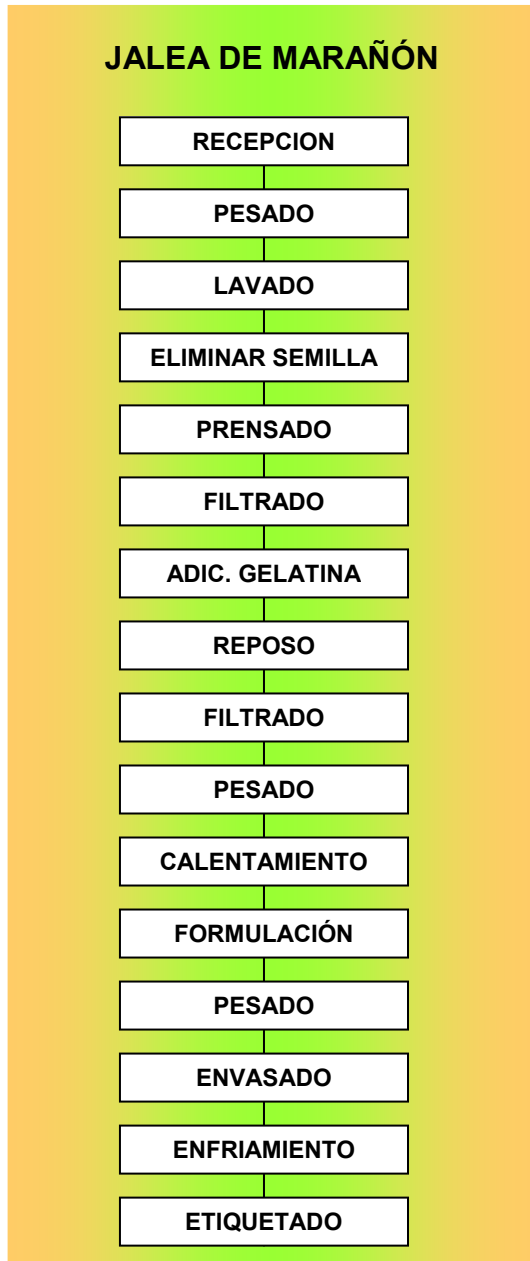 JALEA DE MARAÑÓN
RECEPCION
PESADO
LAVADO
ELIMINAR SEMILLA
PRENSADO
FILTRADO
ADIC. GELATINA
REPOSO
FILTRADO
PESADO
CALENTAMIENTO
FORMULACIÓN
PESADO
ENVASADO
ENFRIAMIENTO
ETIQUETADO